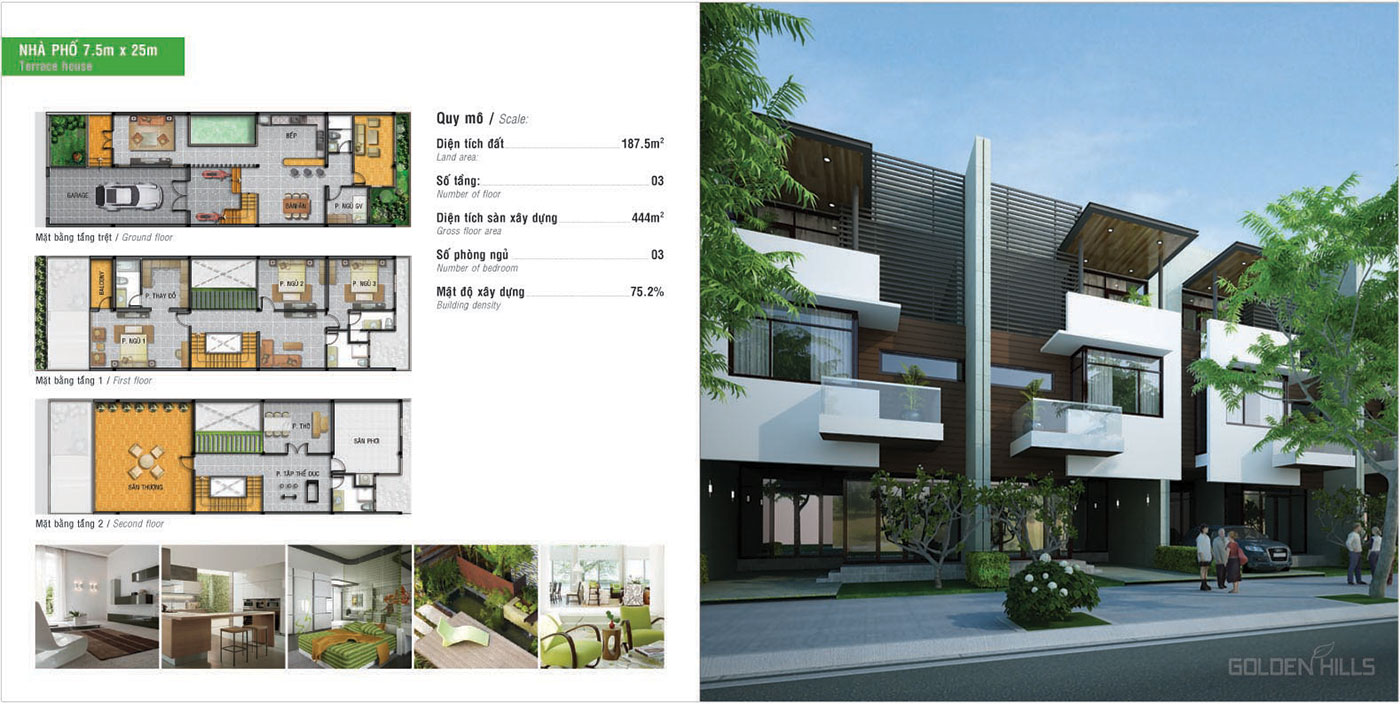 NHÀ PHỐ 7.5m x 25m
Terrace house
GARAGE
BẾP
BÀN ĂN
P. NGỦ GV
Mặt bằng tầng trệt / Ground floor
BALCONY
P. THAY ĐỒ
P. NGỦ 1
P. NGỦ 2
P. NGỦ 3
Mặt bằng tầng 1 / First floor
SÂN THƯỢNG
P. THỜ
P. TẬP THỂ DỤC
SÂN PHƠI
Mặt bằng tầng 2 / Second floor
Quy mô / Scale:
Diện tích đất 187.5m²
Land area:
Số tầng: 03
Number of floor
Diện tích sàn xây dựng 444m²
Gross floor area
Số phòng ngủ 03
Number of bedroom
Mật độ xây dựng 75.2%
Building density
GOLDEN HILLS